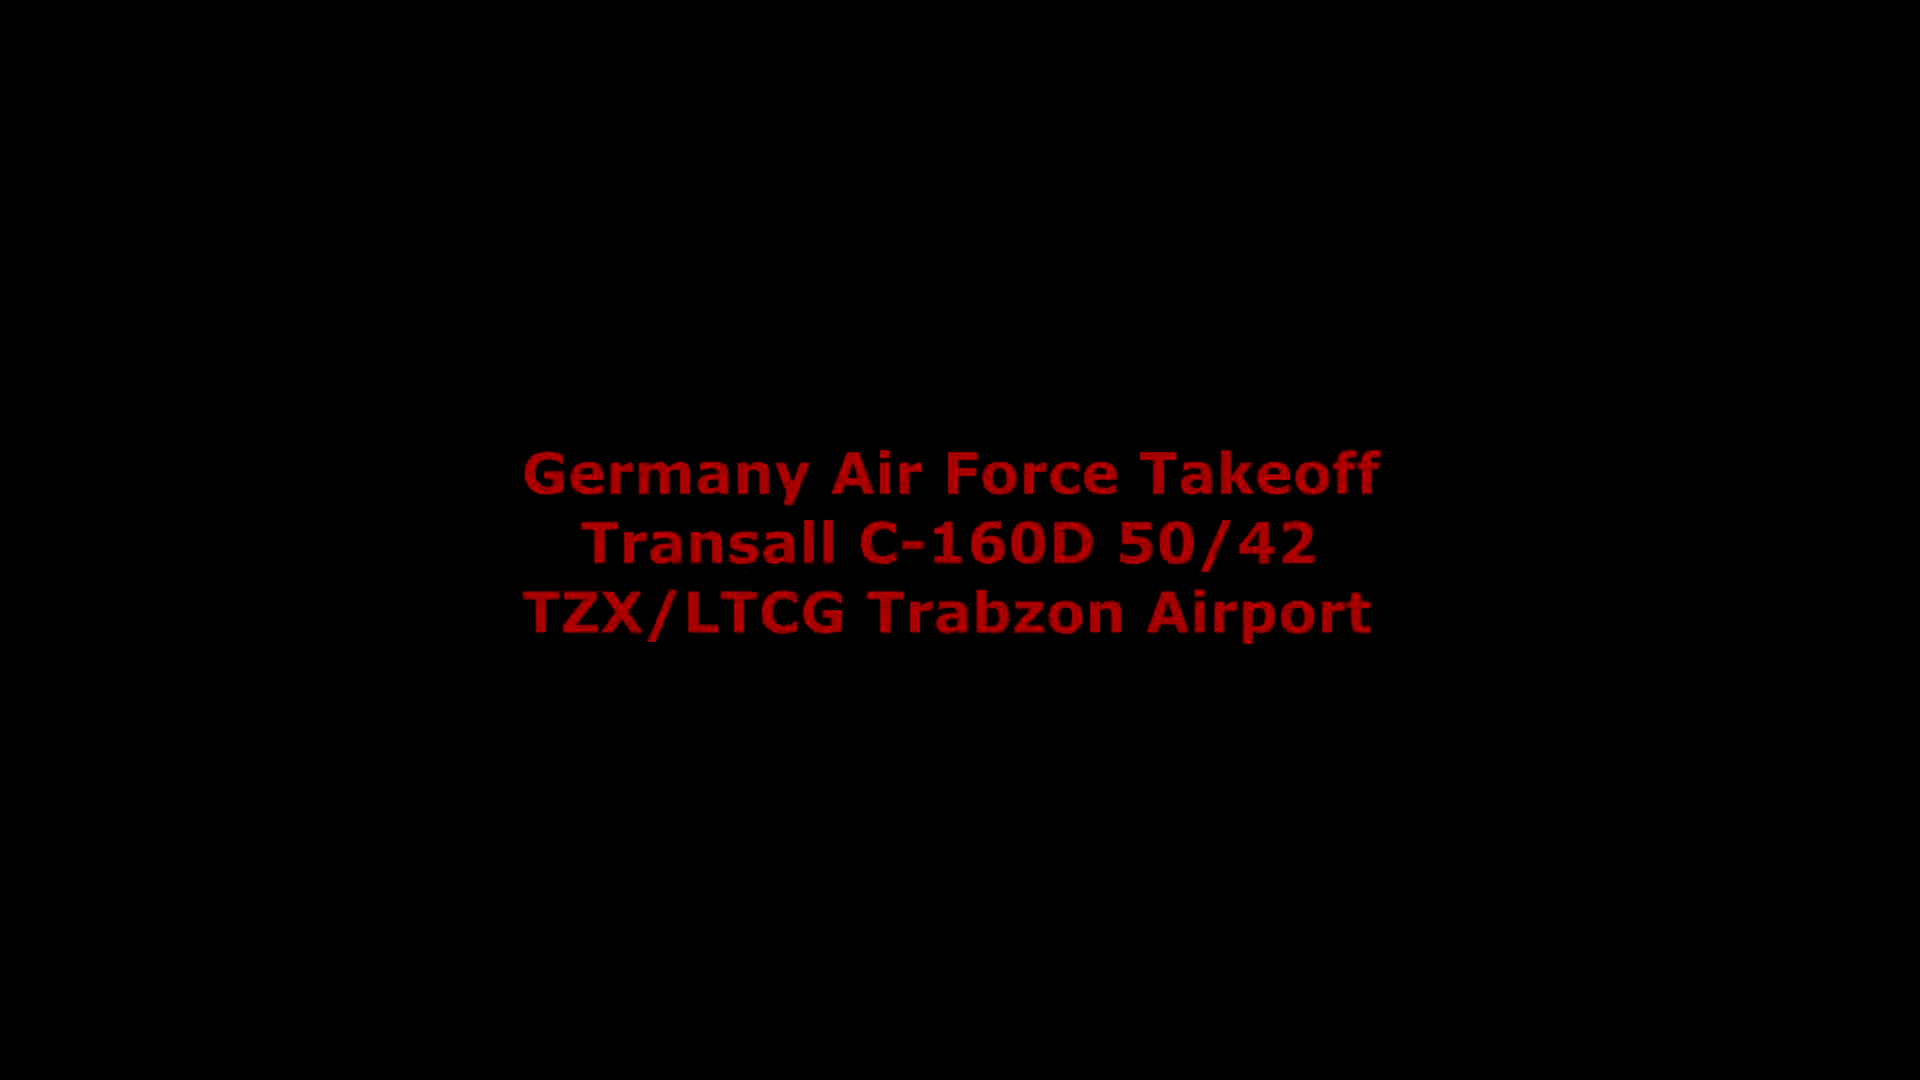 Germany Air Force Takeoff
Transall C-160D 50/42
TZX/LTCG Trabzon Airport